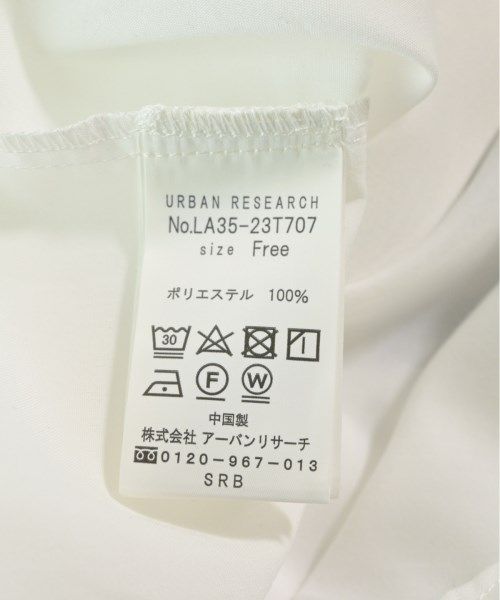 URBAN RESEARCH
No.LA35-23T707
size Free
ポリエステル 100%
30
F W
中国製
株式会社 アーバンリサーチ
0120-967-013
SRB